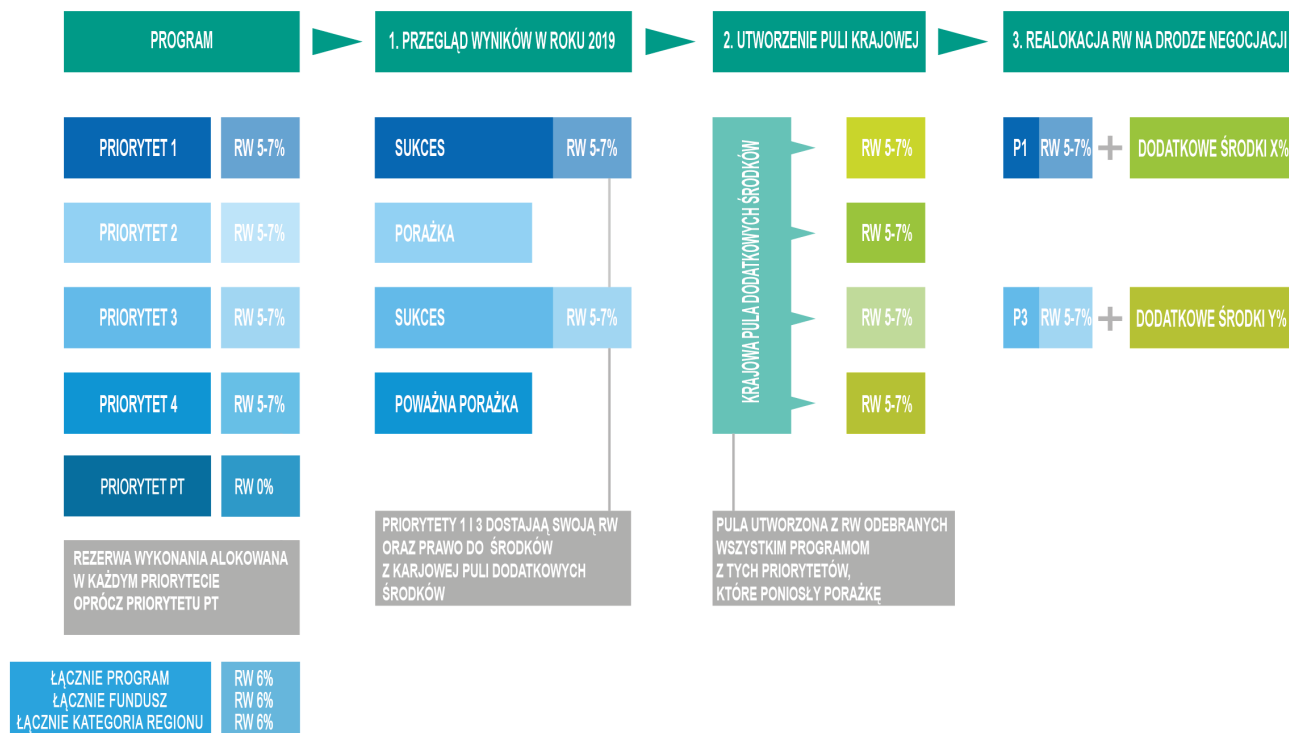 PROGRAM
1. PRZEGLĄD WYNIKÓW W ROKU 2019
2. UTWORZENIE PULI KRAJOWEJ
3. REALOKACJA RW NA DRODZE NEGOCJACJI
PRIORYTET 1
RW 5-7%
PRIORYTET 2
RW 5-7%
PRIORYTET 3
RW 5-7%
PRIORYTET 4
RW 5-7%
PRIORYTET PT
RW 0%
REZERWA WYKONANIA ALOKOWANA
W KAŻDYM PRIORYTECIE
OPRÓCZ PRIORYTETU PT
ŁĄCZNIE PROGRAM
RW 6%
ŁĄCZNIE FUNDUSZ
RW 6%
ŁĄCZNIE KATEGORIA REGIONU
RW 6%
SUKCES
RW 5-7%
PORAŻKA
SUKCES
RW 5-7%
POWAŻNA PORAŻKA
PRIORYTETY 1 I 3 DOSTAJAĄ SWOJĄ RW
ORAZ PRAWO DO ŚRODKÓW
Z KARJOWEJ PULI DODATKOWYCH
ŚRODKÓW
KRAJOWA PULA DODATKOWYCH ŚRODKÓW
RW 5-7%
RW 5-7%
RW 5-7%
RW 5-7%
PULA UTWORZONA Z RW ODEBRANYCH
WSZYSTKIM PROGRAMOM
Z TYCH PRIORYTETÓW,
KTÓRE PONIOSŁY PORAŻKĘ
P1
RW 5-7%
+
DODATKOWE ŚRODKI X%
P3
RW 5-7%
+
DODATKOWE ŚRODKI Y%